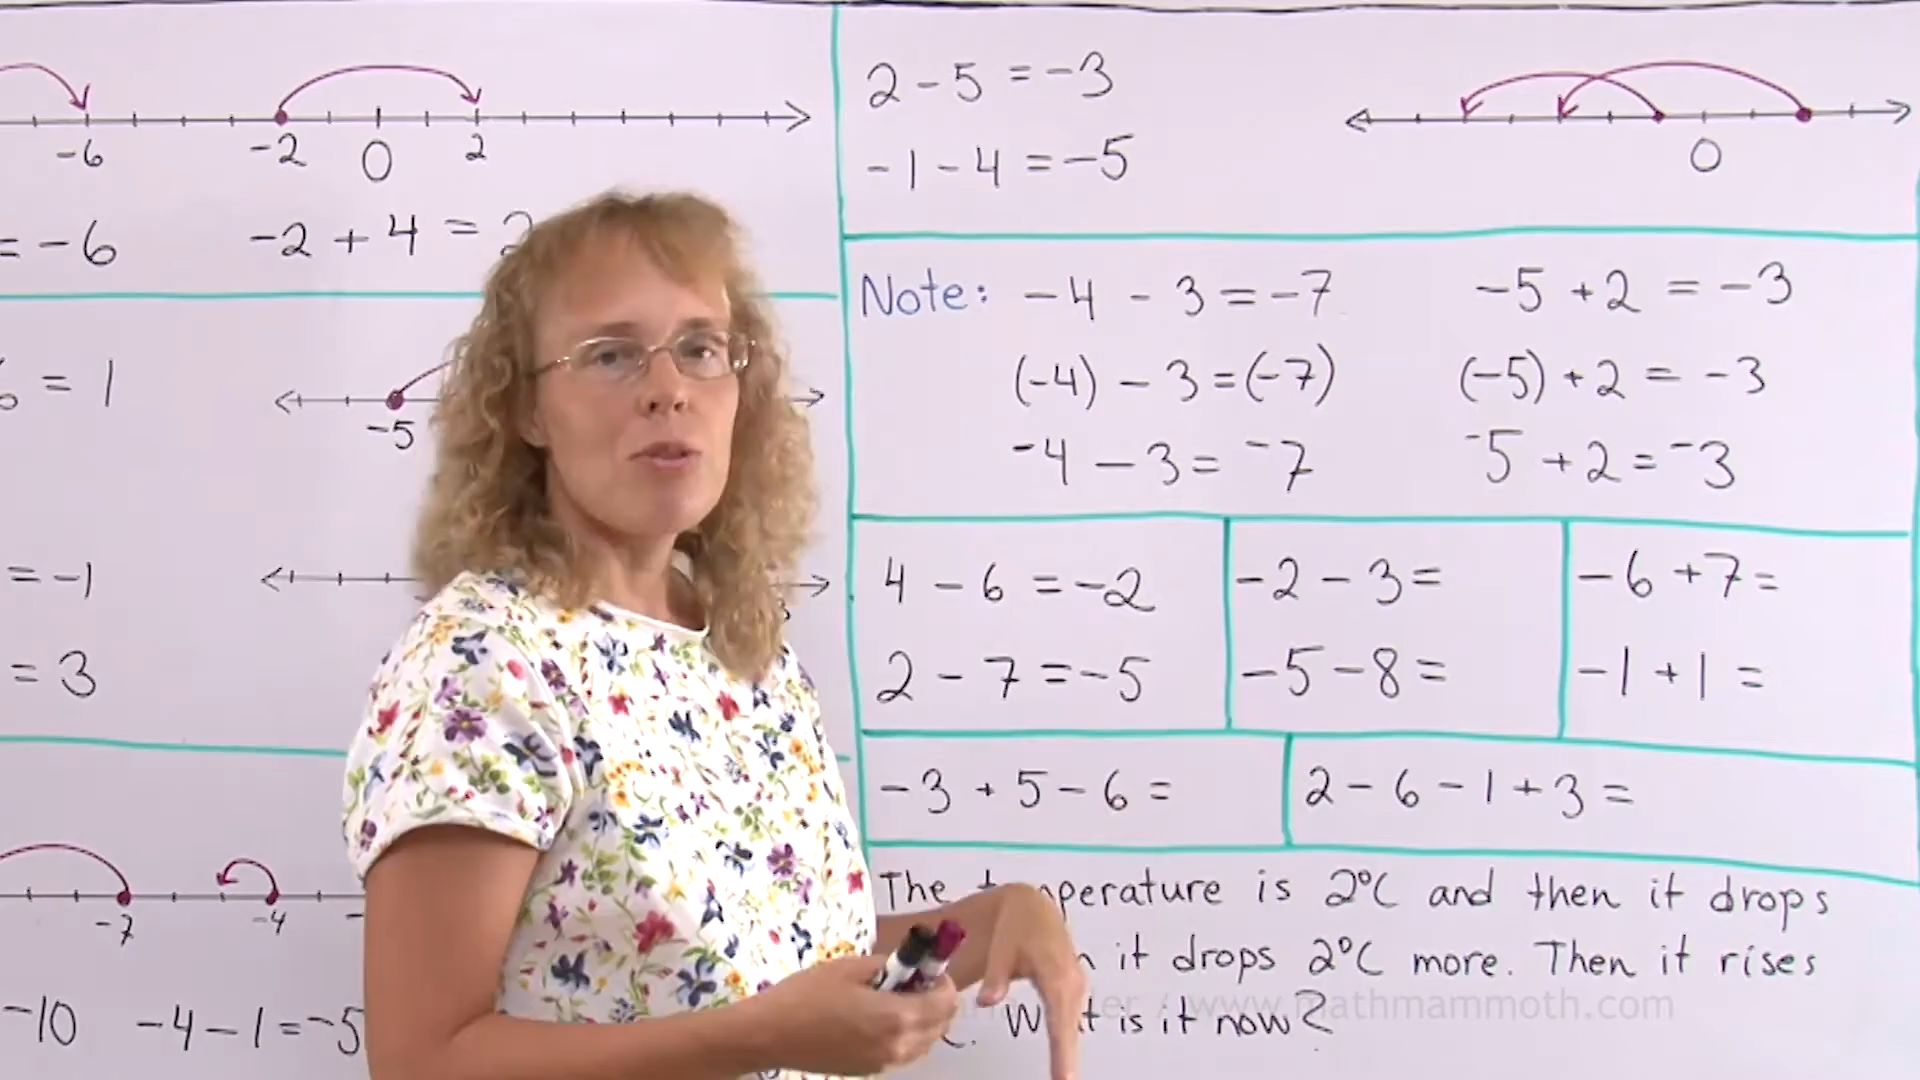 -6 -2 0 2
= -6 -2 + 4 = 2
= 1
-5
= -1
= 3
-7 -4
-10 -4 - 1 = -5
2 - 5 = -3
-1 - 4 = -5
0
Note: -4 - 3 = -7 -5 + 2 = -3
(-4) - 3 = (-7) (-5) + 2 = -3
⁻4 - 3 = ⁻7 ⁻5 + 2 = ⁻3
4 - 6 = -2 -2 - 3 = -6 + 7 =
2 - 7 = -5 -5 - 8 = -1 + 1 =
-3 + 5 - 6 = 2 - 6 - 1 + 3 =
The temperature is 2°C and then it drops
it drops 2°C more. Then it rises
What is it now?
/ www.mathmammoth.com